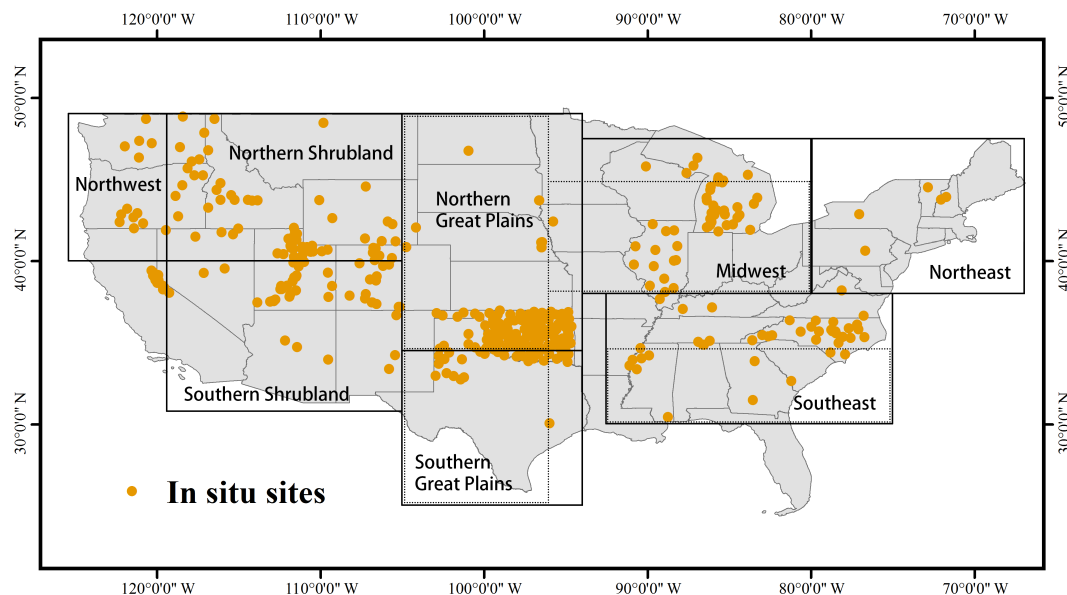 120°0'0" W 110°0'0" W 100°0'0" W 90°0'0" W 80°0'0" W 70°0'0" W
50°0'0" N
50°0'0" N
Northern Shrubland
Northwest
Northern
Great Plains
40°0'0" N
Midwest
Northeast
40°0'0" N
Southern Shrubland
Southeast
30°0'0" N
30°0'0" N
Southern
Great Plains
In situ sites
120°0'0" W 110°0'0" W 100°0'0" W 90°0'0" W 80°0'0" W 70°0'0" W